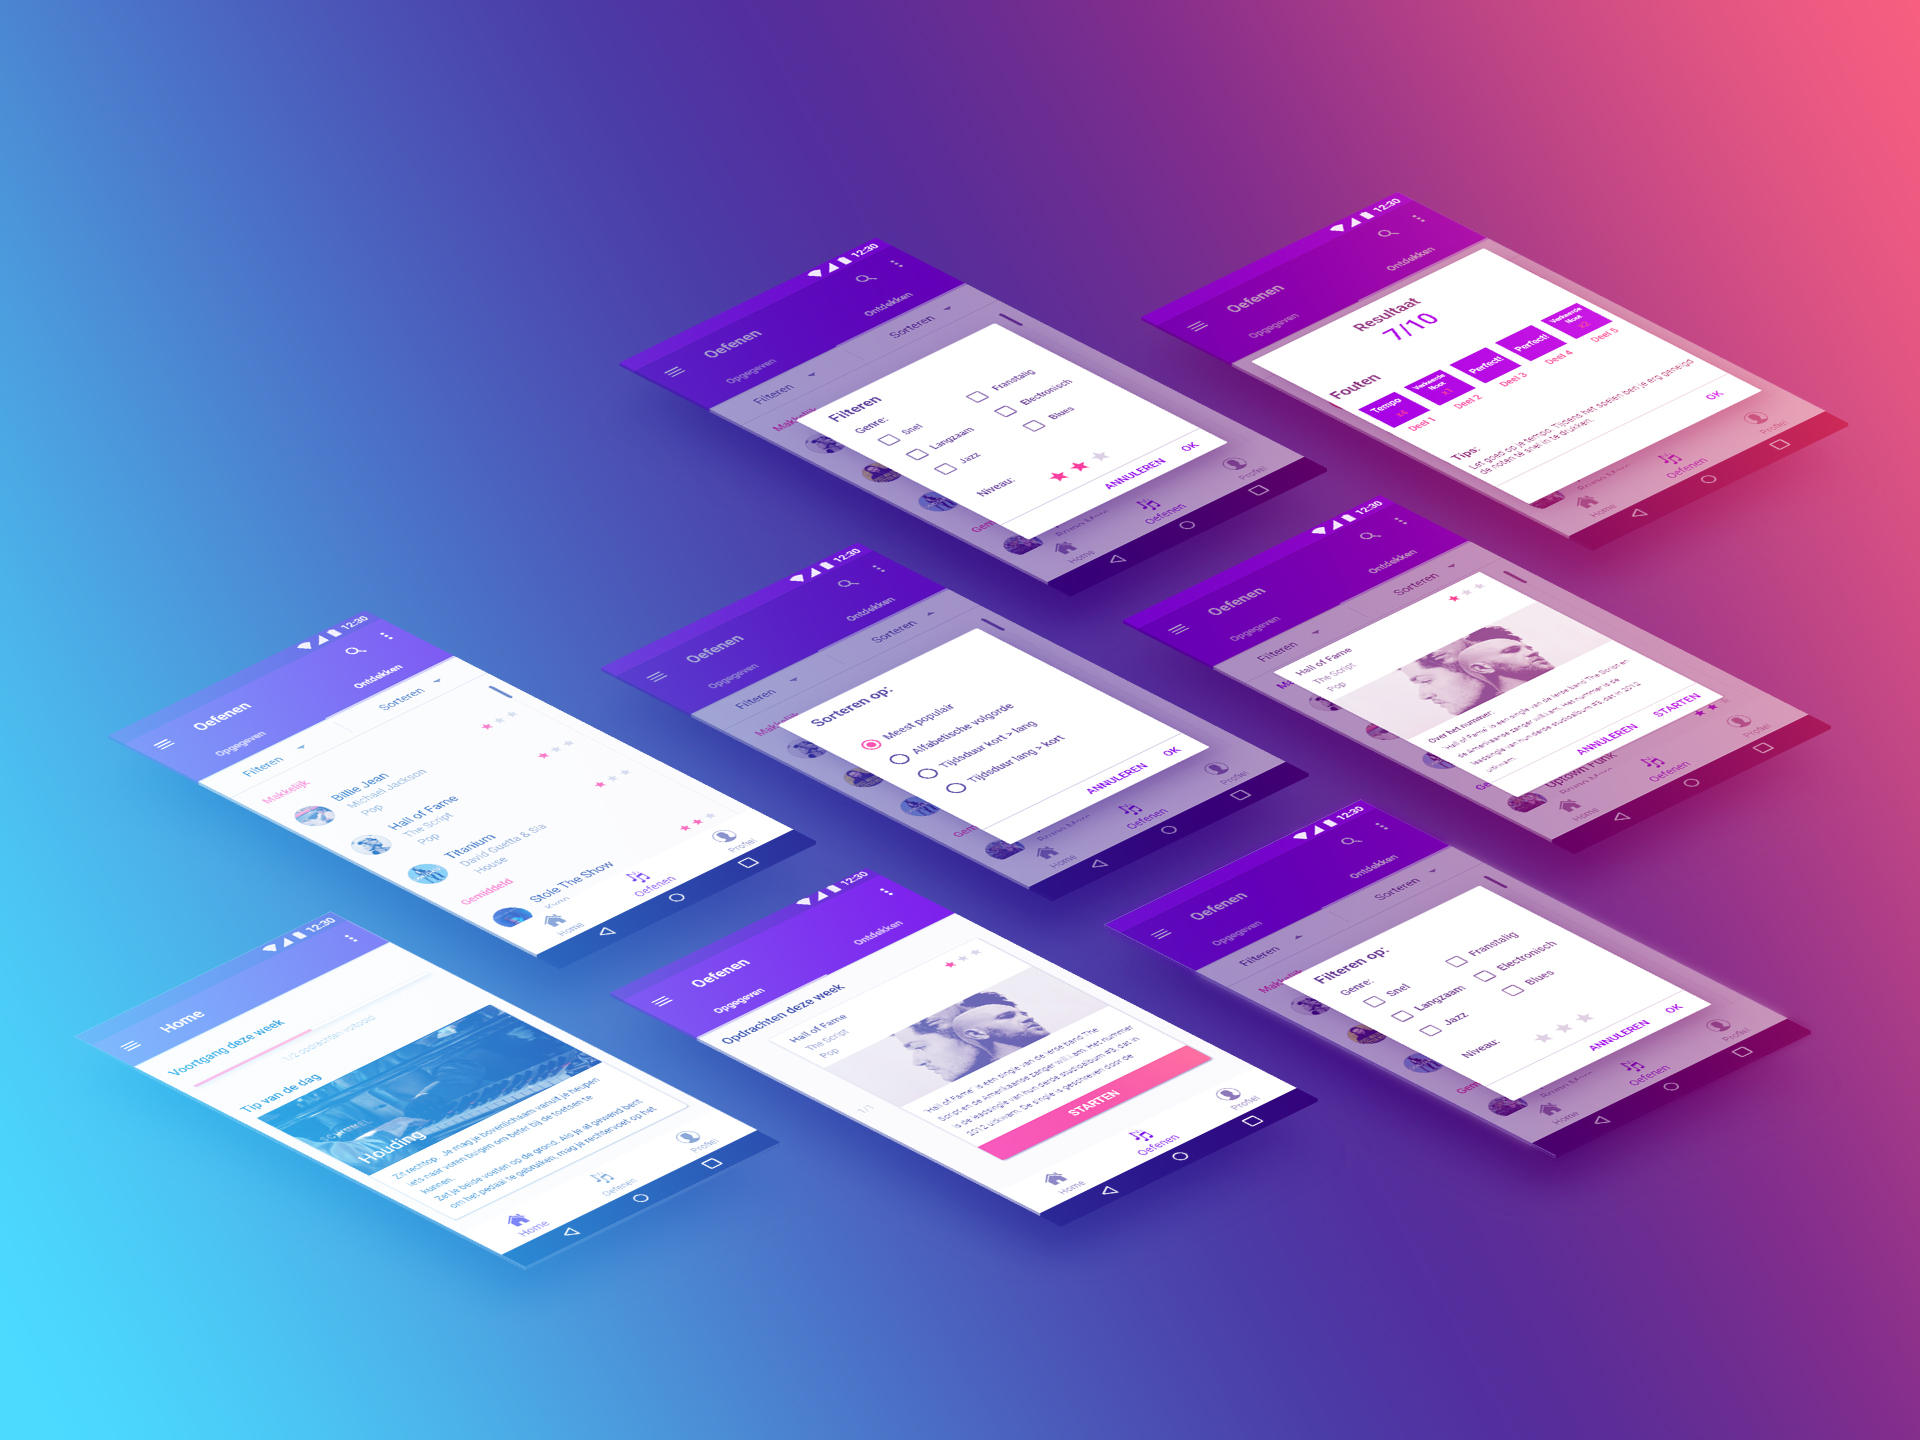 12:30
Oefenen
Opgegeven
Ontdekken
Filteren
Sorteren
Makkelijk
Filteren
Genre:
Snel
Franstalig
Langzaam
Electronisch
Jazz
Blues
Niveau:
ANNULEREN
OK
Home
Oefenen
Profiel
12:30
Oefenen
Opgegeven
Ontdekken
Resultaat
7/10
Fouten
Tempo
x4
Verkeerde
Noot
x1
Perfect!
Perfect!
Verkeerde
Noot
x2
Deel 1
Deel 2
Deel 3
Deel 4
Deel 5
Tips:
Let goed op je tempo. Tijdens het spelen ben je erg geneigd
de noten te snel in te drukken.
OK
Home
Oefenen
Profiel
12:30
Oefenen
Opgegeven
Ontdekken
Filteren
Sorteren
Makkelijk
Billie Jean
Michael Jackson
Pop
Hall of Fame
The Script
Pop
Titanium
David Guetta & Sia
House
Gemiddeld
Stole The Show
Home
Oefenen
Profiel
12:30
Oefenen
Opgegeven
Ontdekken
Filteren
Sorteren
Sorteren op:
Meest populair
Alfabetische volgorde
Tijdsduur kort > lang
Tijdsduur lang > kort
ANNULEREN
OK
Home
Oefenen
Profiel
12:30
Oefenen
Opgegeven
Ontdekken
Filteren
Sorteren
Hall of Fame
The Script
Pop
Over het nummer:
'Hall of Fame' is een single van de Ierse band 'The Script' en
de Amerikaanse zanger will.i.am. Het nummer is de
leadsingle van hun derde studioalbum #3, dat in 2012
uitkwam.
ANNULEREN
STARTEN
Uptown Funk
Home
Oefenen
Profiel
12:30
Home
Voortgang deze week
1/2 opdrachten voltooid
Tip van de dag
Houding
Zit rechtop. Je mag je bovenlichaam vanuit je heupen
iets naar voren buigen om beter bij de toetsen te
kunnen.
Zet je beide voeten op de grond. Als je al gewend bent
om het pedaal te gebruiken, mag je rechtervoet op het
Home
Oefenen
Profiel
12:30
Oefenen
Opgegeven
Ontdekken
Opdrachten deze week
Hall of Fame
The Script
Pop
1/1
'Hall of Fame' is een single van de Ierse band 'The
Script' en de Amerikaanse zanger will.i.am. Het nummer
is de leadsingle van hun derde studioalbum #3, dat in
2012 uitkwam. De single is geschreven door de
STARTEN
Home
Oefenen
Profiel
12:30
Oefenen
Opgegeven
Ontdekken
Filteren
Sorteren
Filteren op:
Genre:
Snel
Franstalig
Langzaam
Electronisch
Jazz
Blues
Niveau:
ANNULEREN
OK
Home
Oefenen
Profiel